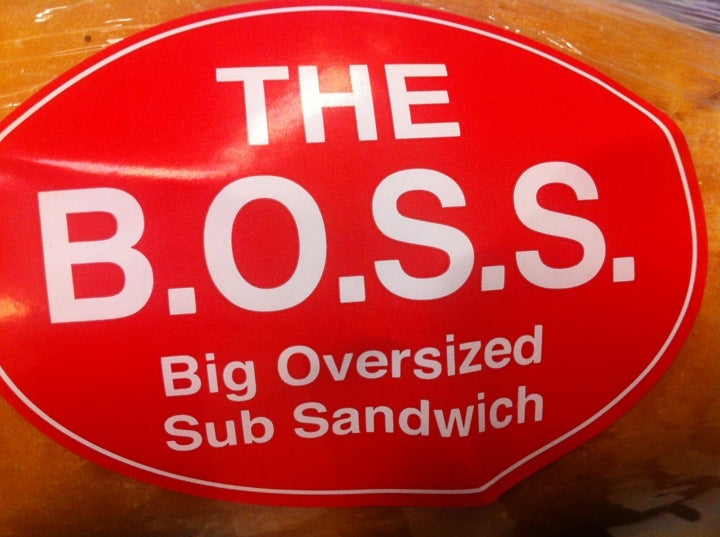 THE
B.O.S.S.
Big Oversized
Sub Sandwich